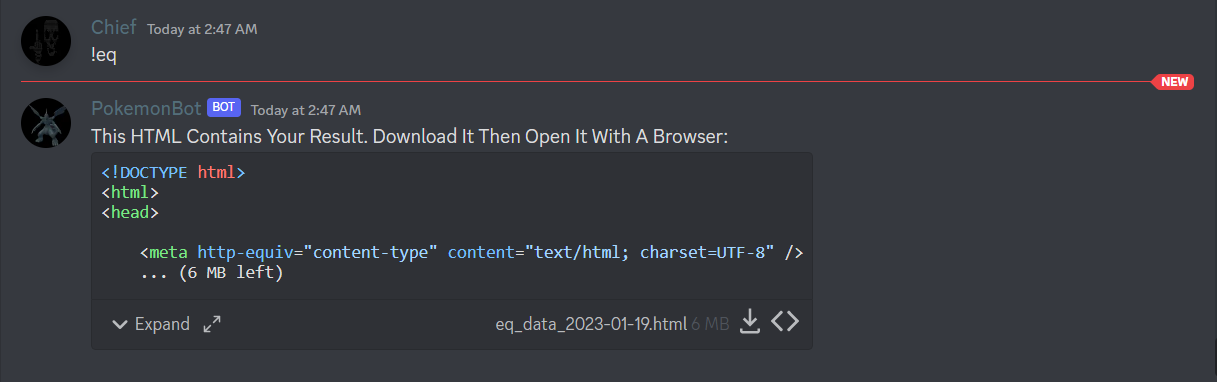 Chief Today at 2:47 AM
!eq
NEW
PokemonBot BOT Today at 2:47 AM
This HTML Contains Your Result. Download It Then Open It With A Browser:
<!DOCTYPE html>
<html>
<head>
<meta http-equiv="content-type" content="text/html; charset=UTF-8" />
... (6 MB left)
Expand eq_data_2023-01-19.html 6 MB